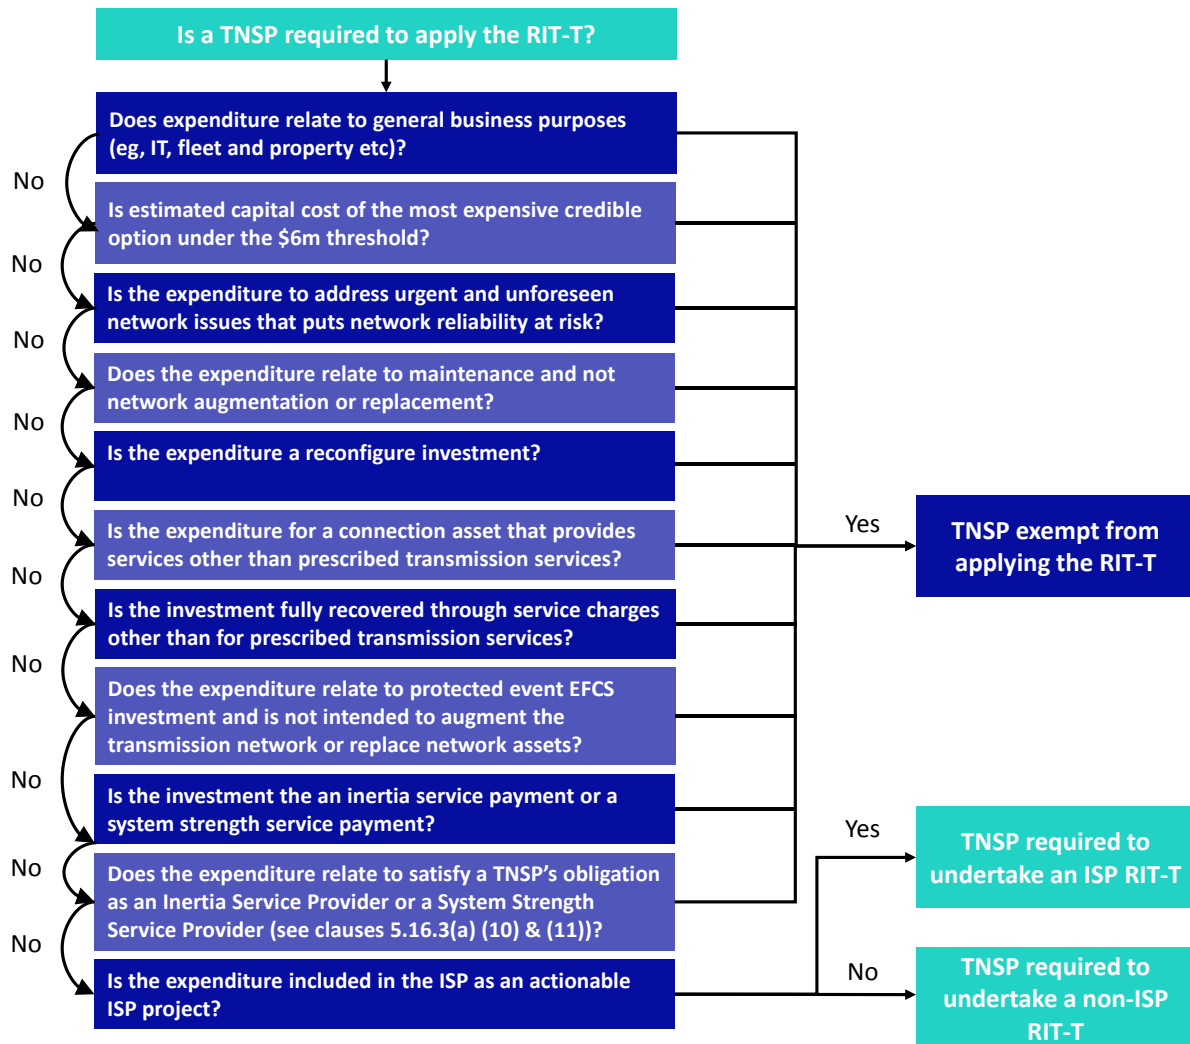 Is a TNSP required to apply the RIT-T?
Does expenditure relate to general business purposes
(eg, IT, fleet and property etc)?
No
Is estimated capital cost of the most expensive credible
option under the $6m threshold?
No
Is the expenditure to address urgent and unforeseen
network issues that puts network reliability at risk?
No
Does the expenditure relate to maintenance and not
network augmentation or replacement?
No
Is the expenditure a reconfigure investment?
No
Is the expenditure for a connection asset that provides
services other than prescribed transmission services?
No
Is the investment fully recovered through service charges
other than for prescribed transmission services?
No
Does the expenditure relate to protected event EFCS
investment and is not intended to augment the
transmission network or replace network assets?
No
Is the investment the an inertia service payment or a
system strength service payment?
No
Does the expenditure relate to satisfy a TNSP's obligation
as an Inertia Service Provider or a System Strength
Service Provider (see clauses 5.16.3(a) (10) & (11))?
No
Is the expenditure included in the ISP as an actionable
ISP project?
Yes
TNSP exempt from
applying the RIT-T
Yes
TNSP required to
undertake an ISP RIT-T
No
TNSP required to
undertake a non-ISP
RIT-T